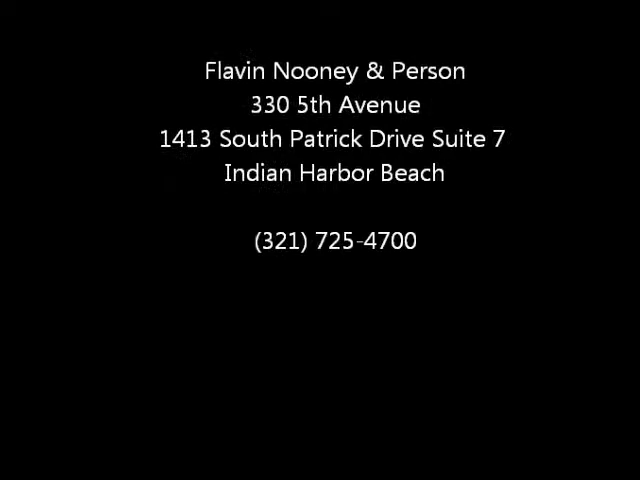 Flavin Nooney & Person
330 5th Avenue
1413 South Patrick Drive Suite 7
Indian Harbor Beach
(321) 725-4700